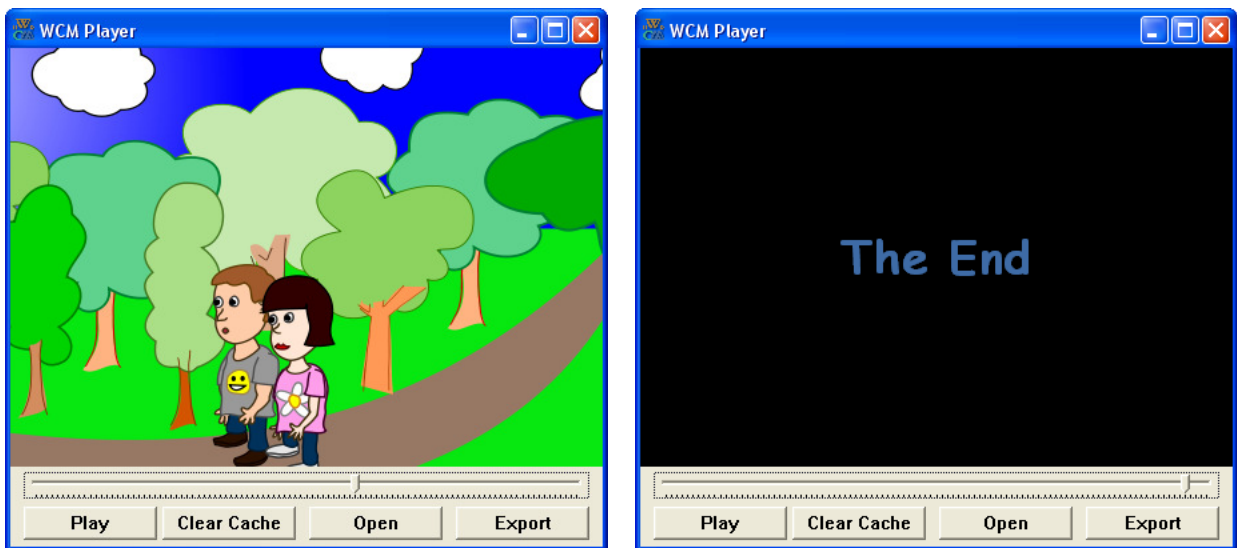 WCM Player
Play Clear Cache Open Export
WCM Player
The End
Play Clear Cache Open Export